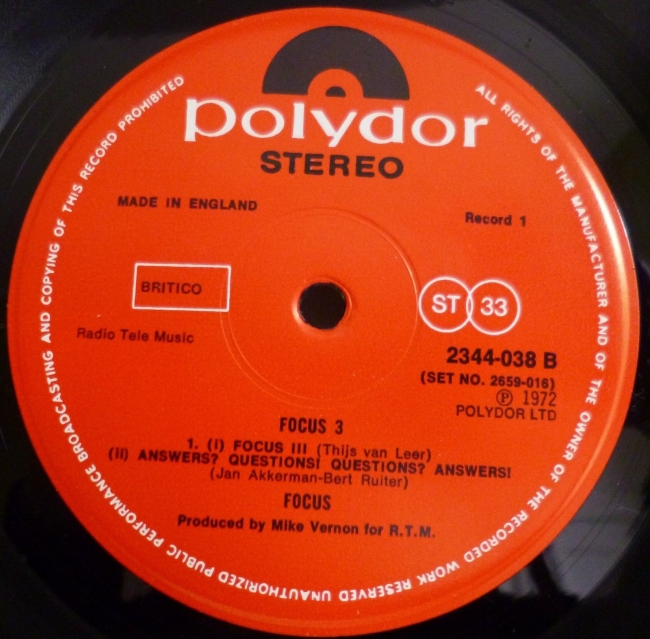 polydor
STEREO
MADE IN ENGLAND
Record 1
BRITICO
ST 33
Radio Tele Music
2344-038 B
(SET NO. 2659-016)
Ⓟ 1972
POLYDOR LTD
FOCUS 3
1. (I) FOCUS III (Thijs van Leer)
(II) ANSWERS? QUESTIONS! QUESTIONS? ANSWERS!
(Jan Akkerman-Bert Ruiter)
FOCUS
Produced by Mike Vernon for R.T.M.
ALL RIGHTS OF THE MANUFACTURER AND OF THE OWNER OF THE RECORDED WORK RESERVED UNAUTHORIZED PUBLIC PERFORMANCE BROADCASTING AND COPYING OF THIS RECORD PROHIBITED